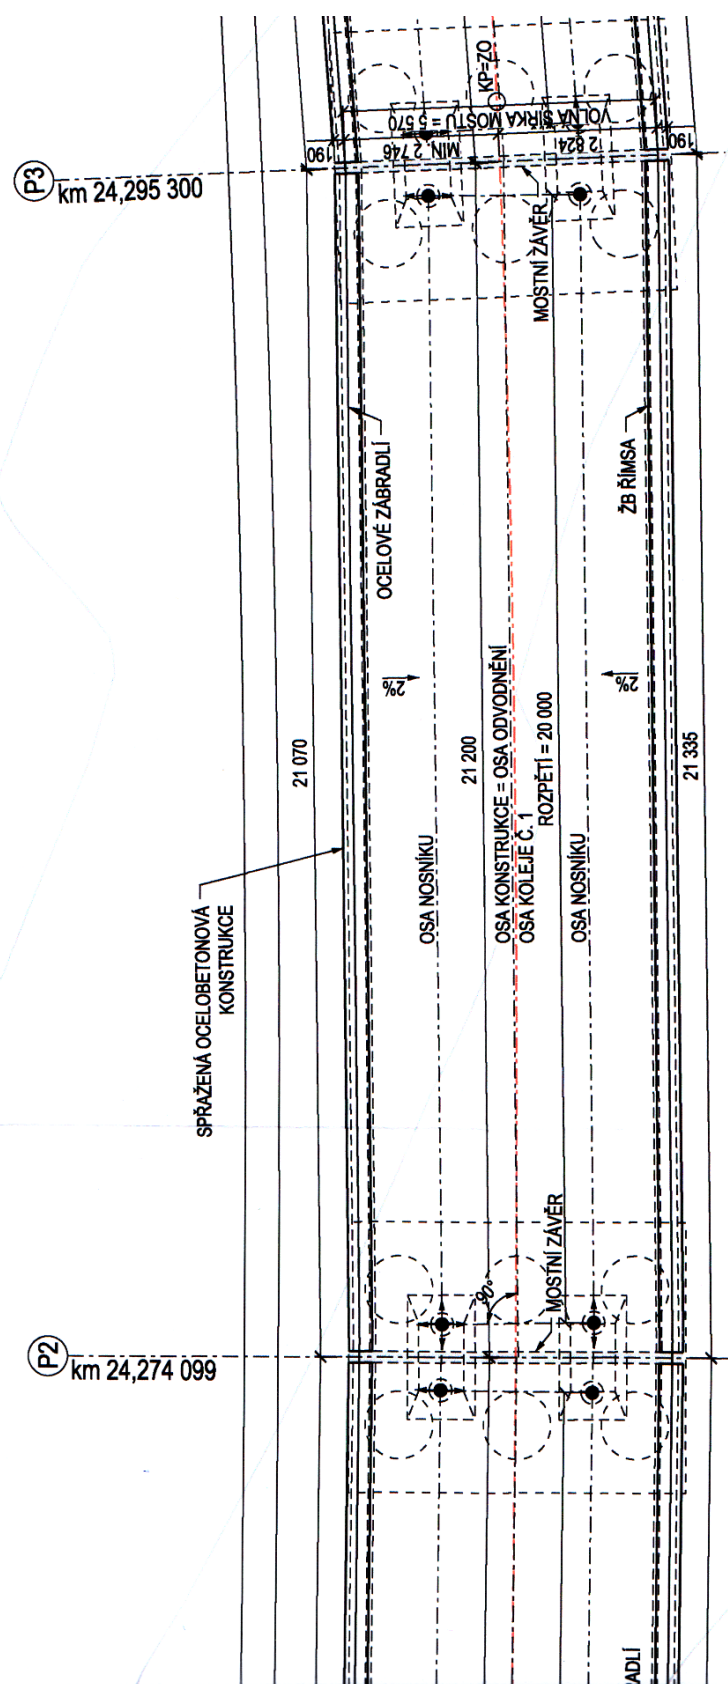 KP=ZO
VOLNÁ ŠÍŘKA MOSTU = 5 570
190
MIN. 2 746
2 824
190
P3
km 24,295 300
MOSTNÍ ZÁVĚR
OCELOVÉ ZÁBRADLÍ
ŽB ŘÍMSA
2%
2%
21 070
21 200
OSA KONSTRUKCE = OSA ODVODNĚNÍ
OSA KOLEJE Č. 1
ROZPĚTÍ = 20 000
21 335
OSA NOSNÍKU
OSA NOSNÍKU
SPŘAŽENÁ OCELOBETONOVÁ
KONSTRUKCE
90°
MOSTNÍ ZÁVĚR
P2
km 24,274 099
RADLÍ